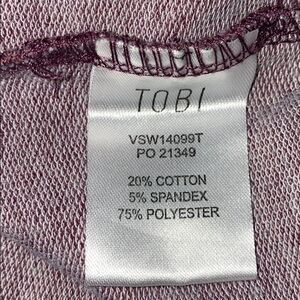 TOBI
VSW14099T
PO 21349
20% COTTON
5% SPANDEX
75% POLYESTER